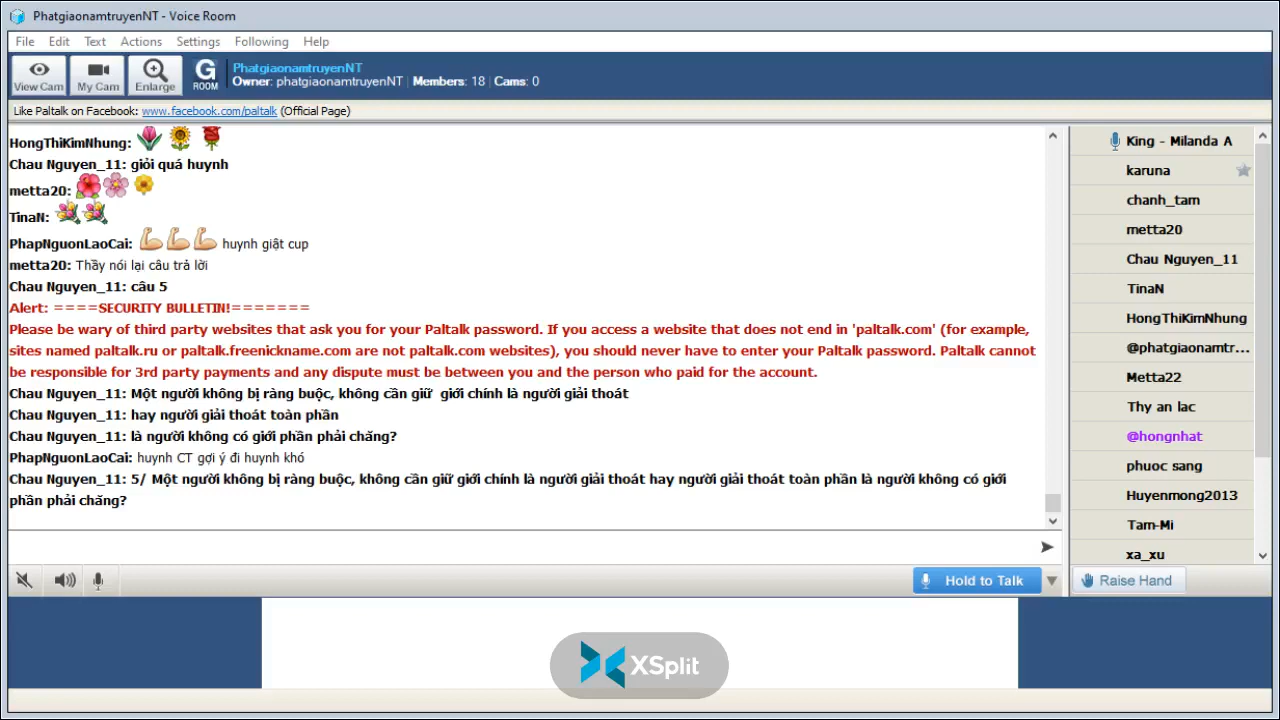 PhatgiaonamtruyenNT - Voice Room
File Edit Text Actions Settings Following Help
View Cam My Cam Enlarge G ROOM
PhatgiaonamtruyenNT
Owner: phatgiaonamtruyenNT Members: 18 Cams: 0
Like Paltalk on Facebook: www.facebook.com/paltalk (Official Page)
HongThiKimNhung:
Chau Nguyen_11: giỏi quá huynh
metta20:
TinaN:
PhapNguonLaoCai: huynh giật cup
metta20: Thầy nói lại câu trả lời
Chau Nguyen_11: câu 5
Alert: ====SECURITY BULLETIN!=======
Please be wary of third party websites that ask you for your Paltalk password. If you access a website that does not end in 'paltalk.com' (for example,
sites named paltalk.ru or paltalk.freenickname.com are not paltalk.com websites), you should never have to enter your Paltalk password. Paltalk cannot
be responsible for 3rd party payments and any dispute must be between you and the person who paid for the account.
Chau Nguyen_11: Một người không bị ràng buộc, không cần giữ giới chính là người giải thoát
Chau Nguyen_11: hay người giải thoát toàn phần
Chau Nguyen_11: là người không có giới phần phải chăng?
PhapNguonLaoCai: huynh CT gợi ý đi huynh khó
Chau Nguyen_11: 5/ Một người không bị ràng buộc, không cần giữ giới chính là người giải thoát hay người giải thoát toàn phần là người không có giới
phần phải chăng?
King - Milanda A
karuna
chanh_tam
metta20
Chau Nguyen_11
TinaN
HongThiKimNhung
@phatgiaonamtr...
Metta22
Thy an lac
@hongnhat
phuoc sang
Huyenmong2013
Tam-Mi
xa_xu
Hold to Talk
Raise Hand
XSplit